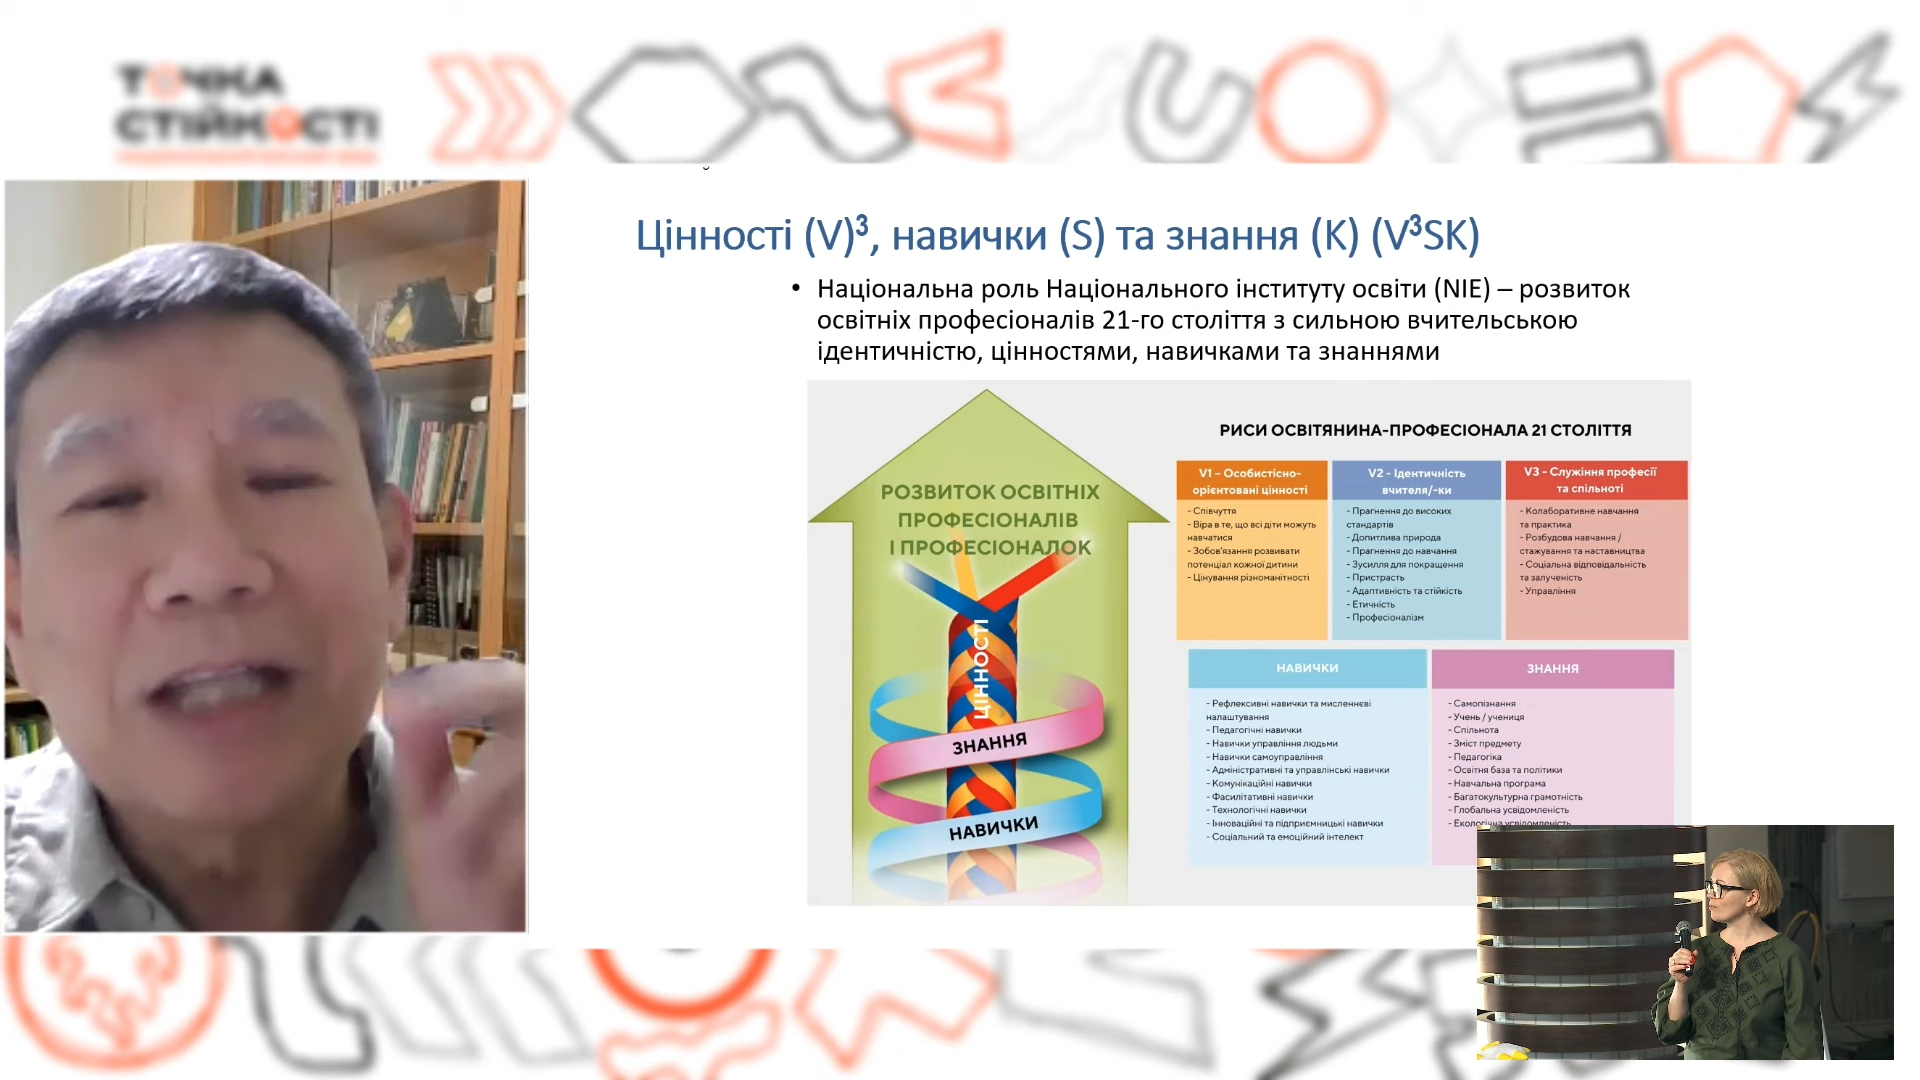 ТОЧКА
СТІЙКОСТІ
Цінності (V)³, навички (S) та знання (K) (V³SK)
• Національна роль Національного інституту освіти (NIE) – розвиток
освітніх професіоналів 21-го століття з сильною вчительською
ідентичністю, цінностями, навичками та знаннями
РОЗВИТОК ОСВІТНІХ
ПРОФЕСІОНАЛІВ
І ПРОФЕСІОНАЛОК
ЦІННОСТІ
ЗНАННЯ
НАВИЧКИ
РИСИ ОСВІТЯНИНА-ПРОФЕСІОНАЛА 21 СТОЛІТТЯ
V1 – Особистісно-
орієнтовані цінності
- Співчуття
- Віра в те, що всі діти можуть
навчатися
- Зобов'язання розвивати
потенціал кожної дитини
- Цінування різноманітності
V2 - Ідентичність
вчителя/-ки
- Прагнення до високих
стандартів
- Допитлива природа
- Прагнення до навчання
- Зусилля для покращення
- Пристрасть
- Адаптивність та стійкість
- Етичність
- Професіоналізм
V3 - Служіння професії
та спільноті
- Колаборативне навчання
та практика
- Розбудова навчання /
стажування та наставництва
- Соціальна відповідальність
та залученість
- Управління
НАВИЧКИ
- Рефлексивні навички та мисленнєві
налаштування
- Педагогічні навички
- Навички управління людьми
- Навички самоуправління
- Адміністративні та управлінські навички
- Комунікаційні навички
- Фасилітативні навички
- Технологічні навички
- Інноваційні та підприємницькі навички
- Соціальний та емоційний інтелект
ЗНАННЯ
- Самопізнання
- Учень / учениця
- Спільнота
- Зміст предмету
- Педагогіка
- Освітня база та політики
- Навчальна програма
- Багатокультурна грамотність
- Глобальна усвідомленість
- Екологічна усвідомленість